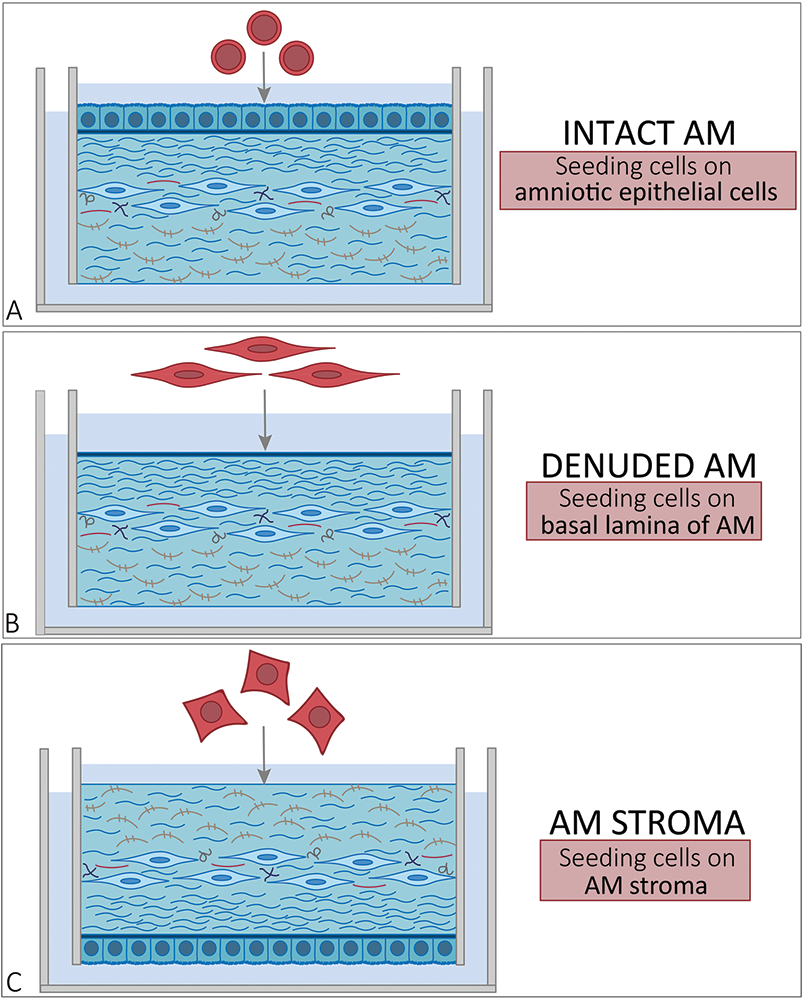 INTACT AM
Seeding cells on
amniotic epithelial cells
A
DENUDED AM
Seeding cells on
basal lamina of AM
B
AM STROMA
Seeding cells on
AM stroma
C